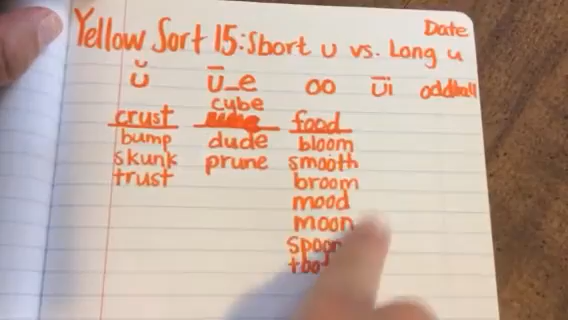 Date
Yellow Sort 15: Short u vs. Long u
ŭ ū_e oo ūi oddball
crust cube food
bump dude bloom
skunk prune smooth
trust broom
mood
moon